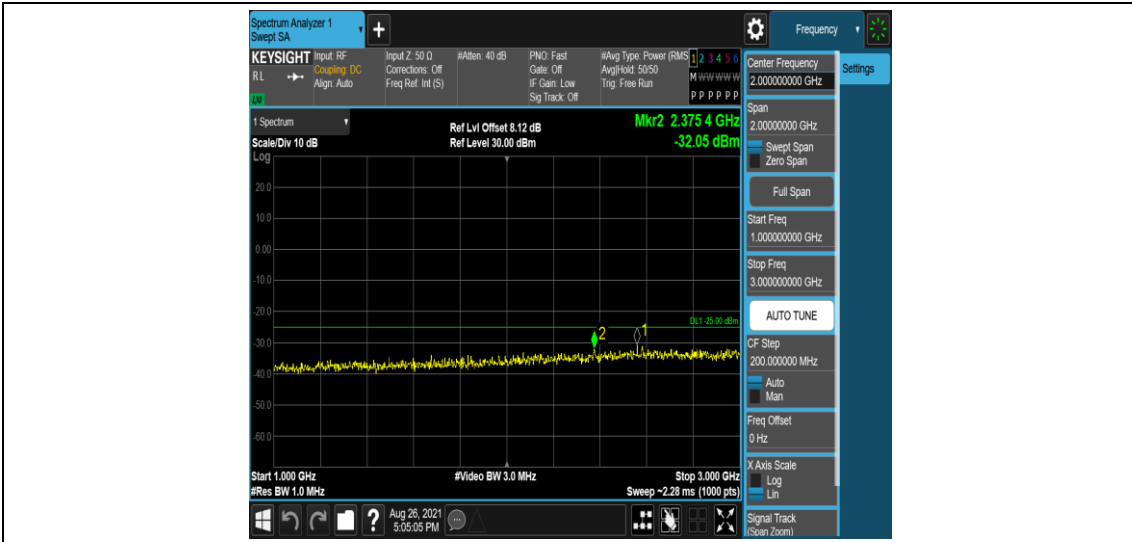 Spectrum Analyzer 1
Swept SA
+
Frequency
KEYSIGHT
RL
LXI
Input: RF
Coupling: DC
Align: Auto
Input Z: 50 Ω
Corrections: Off
Freq Ref: Int (S)
#Atten: 40 dB
PNO: Fast
Gate: Off
IF Gain: Low
Sig Track: Off
#Avg Type: Power (RMS
Avg|Hold: 50/50
Trig: Free Run
1 2 3 4 5 6
M W W W W W
P P P P P P
1 Spectrum
Scale/Div 10 dB
Log
Ref Lvl Offset 8.12 dB
Ref Level 30.00 dBm
Mkr2 2.375 4 GHz
-32.05 dBm
20.0
10.0
0.00
-10.0
-20.0
-30.0
-40.0
-50.0
-60.0
DL1 -25.00 dBm
2
1
Start 1.000 GHz
#Res BW 1.0 MHz
#Video BW 3.0 MHz
Stop 3.000 GHz
Sweep ~2.28 ms (1000 pts)
?
Aug 26, 2021
5:05:05 PM
Center Frequency
2.000000000 GHz
Settings
Span
2.00000000 GHz
Swept Span
Zero Span
Full Span
Start Freq
1.000000000 GHz
Stop Freq
3.000000000 GHz
AUTO TUNE
CF Step
200.000000 MHz
Auto
Man
Freq Offset
0 Hz
X Axis Scale
Log
Lin
Signal Track
(Span Zoom)